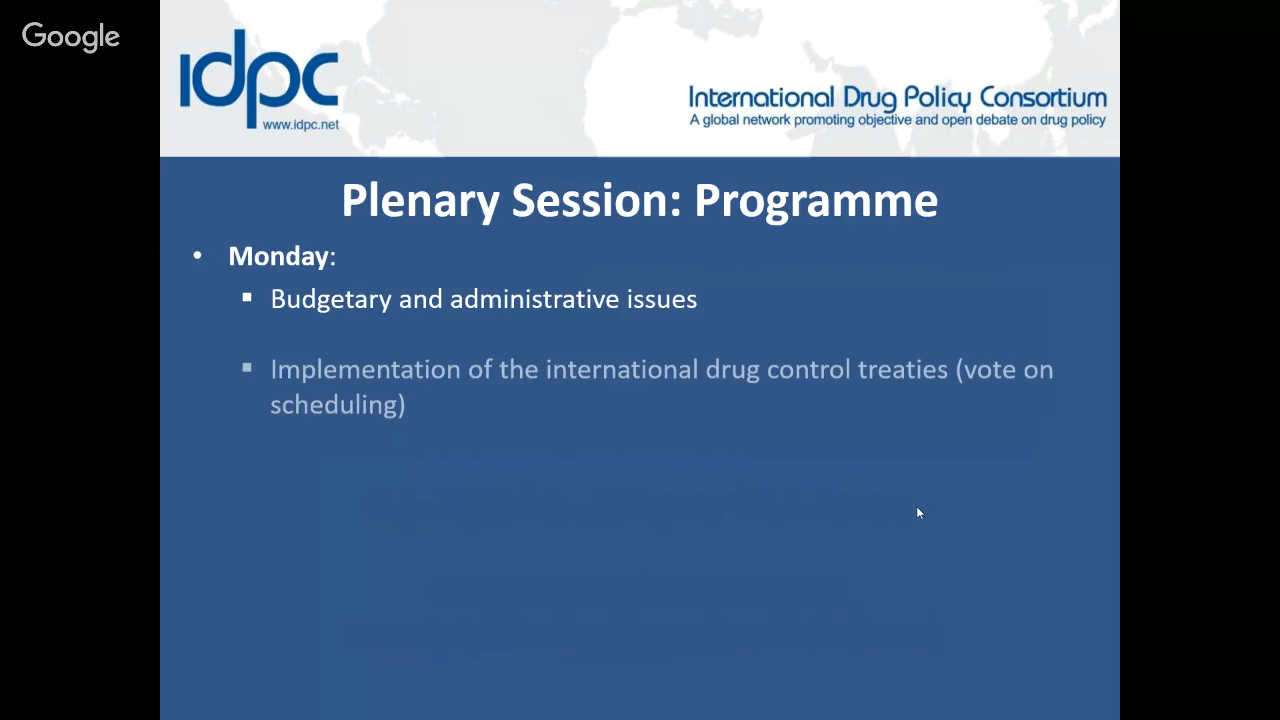 Google
idpc
www.idpc.net
International Drug Policy Consortium
A global network promoting objective and open debate on drug policy
Plenary Session: Programme
• Monday:
▪ Budgetary and administrative issues
▪ Implementation of the international drug control treaties (vote on
scheduling)